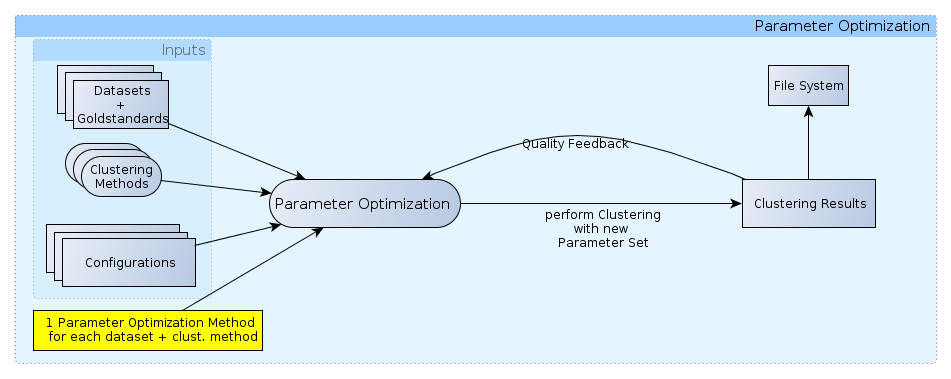 Parameter Optimization
Inputs
Datasets
+
Goldstandards
File System
Quality Feedback
Clustering
Methods
Parameter Optimization
Clustering Results
perform Clustering
with new
Parameter Set
Configurations
1 Parameter Optimization Method
for each dataset + clust. method